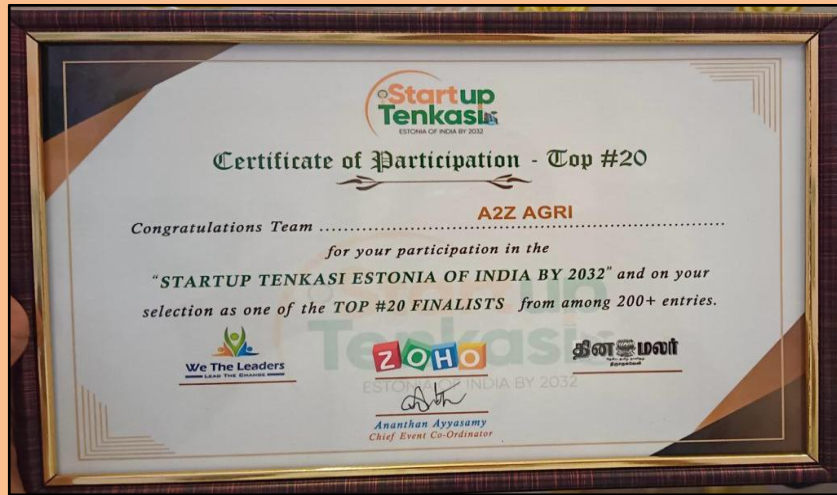 Startup
Tenkasi
ESTONIA OF INDIA BY 2032
Certificate of Participation - Top #20
Congratulations Team .......... A2Z AGRI ..........
for your participation in the
"STARTUP TENKASI ESTONIA OF INDIA BY 2032" and on your
selection as one of the TOP #20 FINALISTS from among 200+ entries.
We The Leaders
LEAD THE CHANGE
ZOHO
தினமலர்
ESTONIA OF INDIA BY 2032
Ananthan Ayyasamy
Chief Event Co-Ordinator